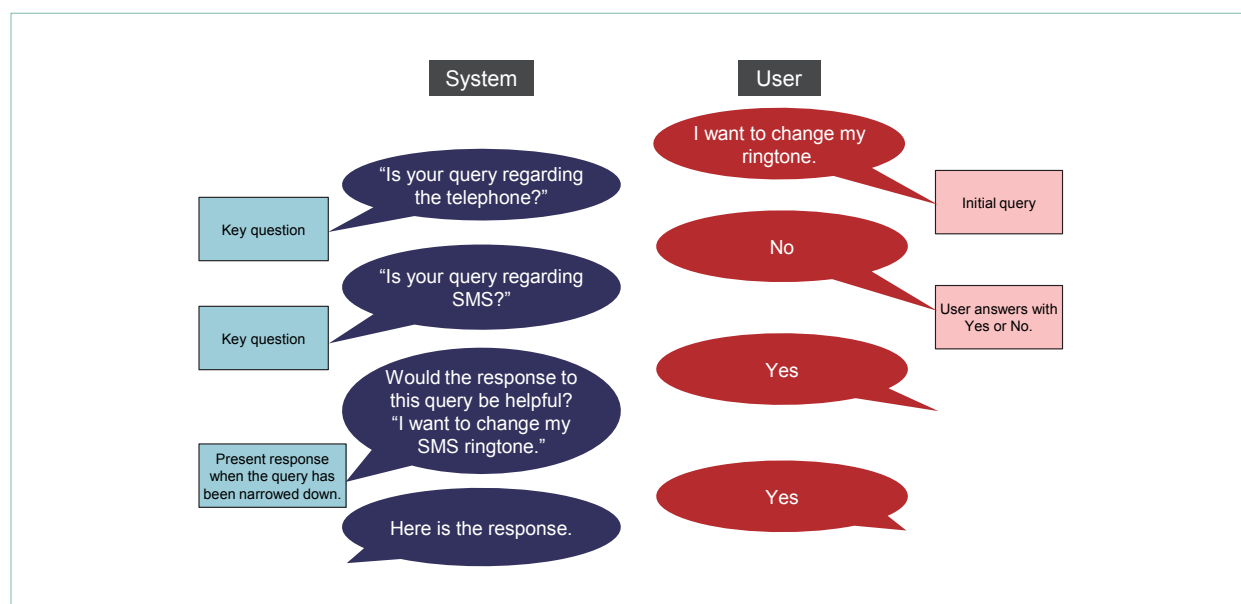 System
User
I want to change my
ringtone.
“Is your query regarding
the telephone?”
Initial query
Key question
No
“Is your query regarding
SMS?”
User answers with
Yes or No.
Key question
Yes
Would the response to
this query be helpful?
“I want to change my
SMS ringtone.”
Present response
when the query has
been narrowed down.
Yes
Here is the response.